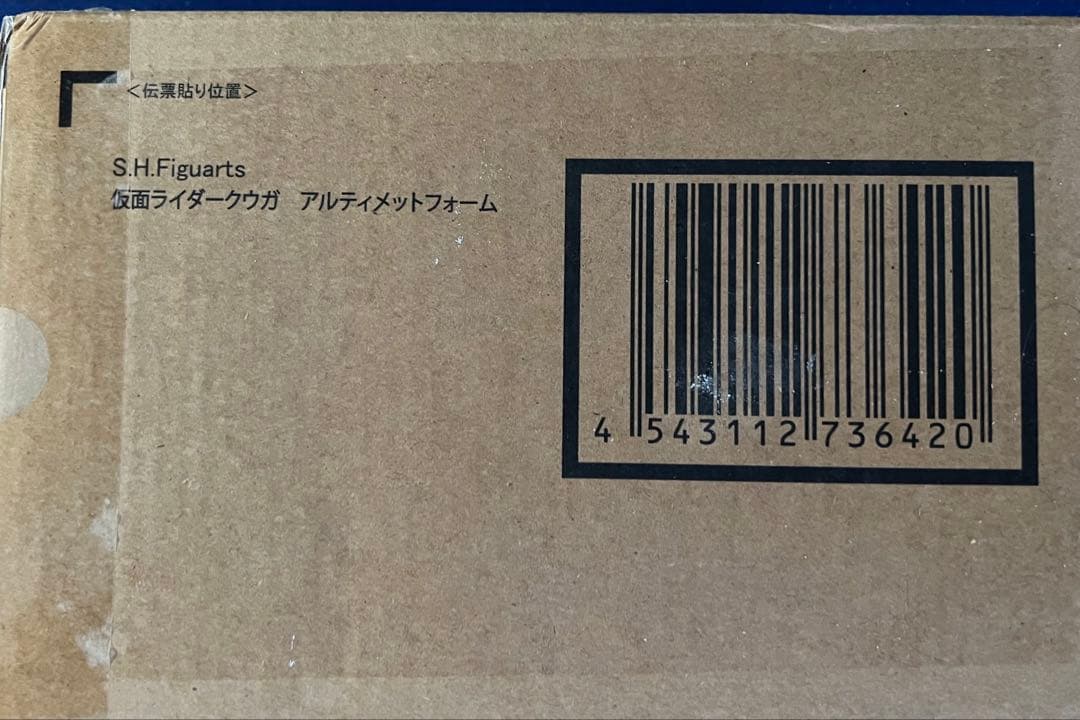 ＜伝票貼り位置＞
S.H.Figuarts
仮面ライダークウガ　アルティメットフォーム
4 543112 736420